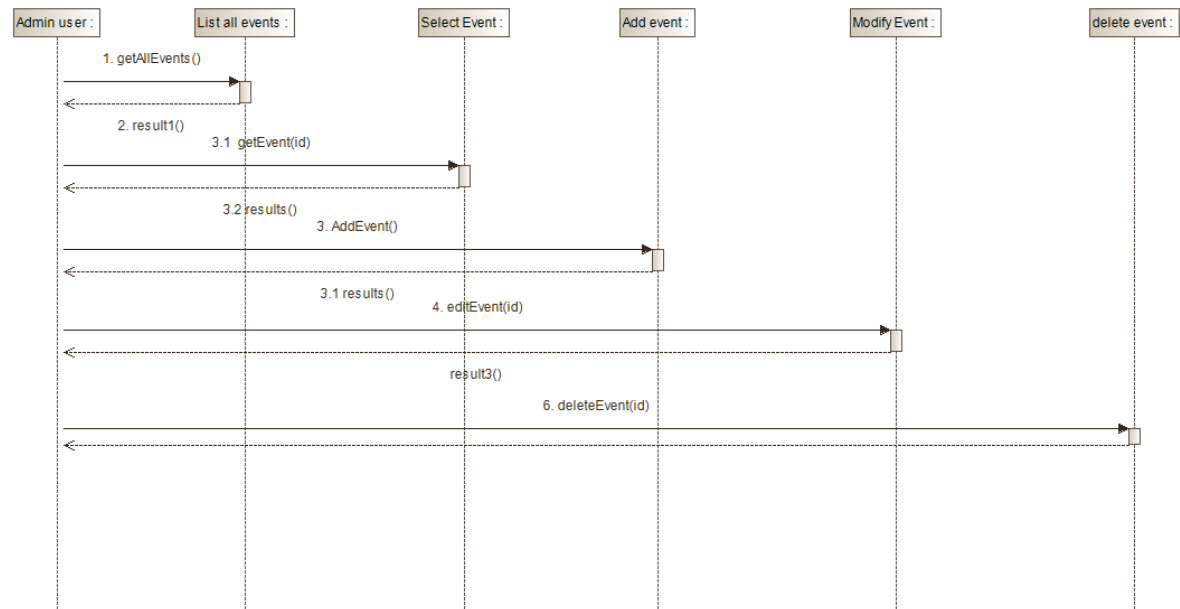 Admin user :
List all events :
Select Event :
Add event :
Modify Event :
delete event :
1. getAllEvents()
2. result1()
3.1 getEvent(id)
3.2 results()
3. AddEvent()
3.1 results()
4. editEvent(id)
result3()
6. deleteEvent(id)